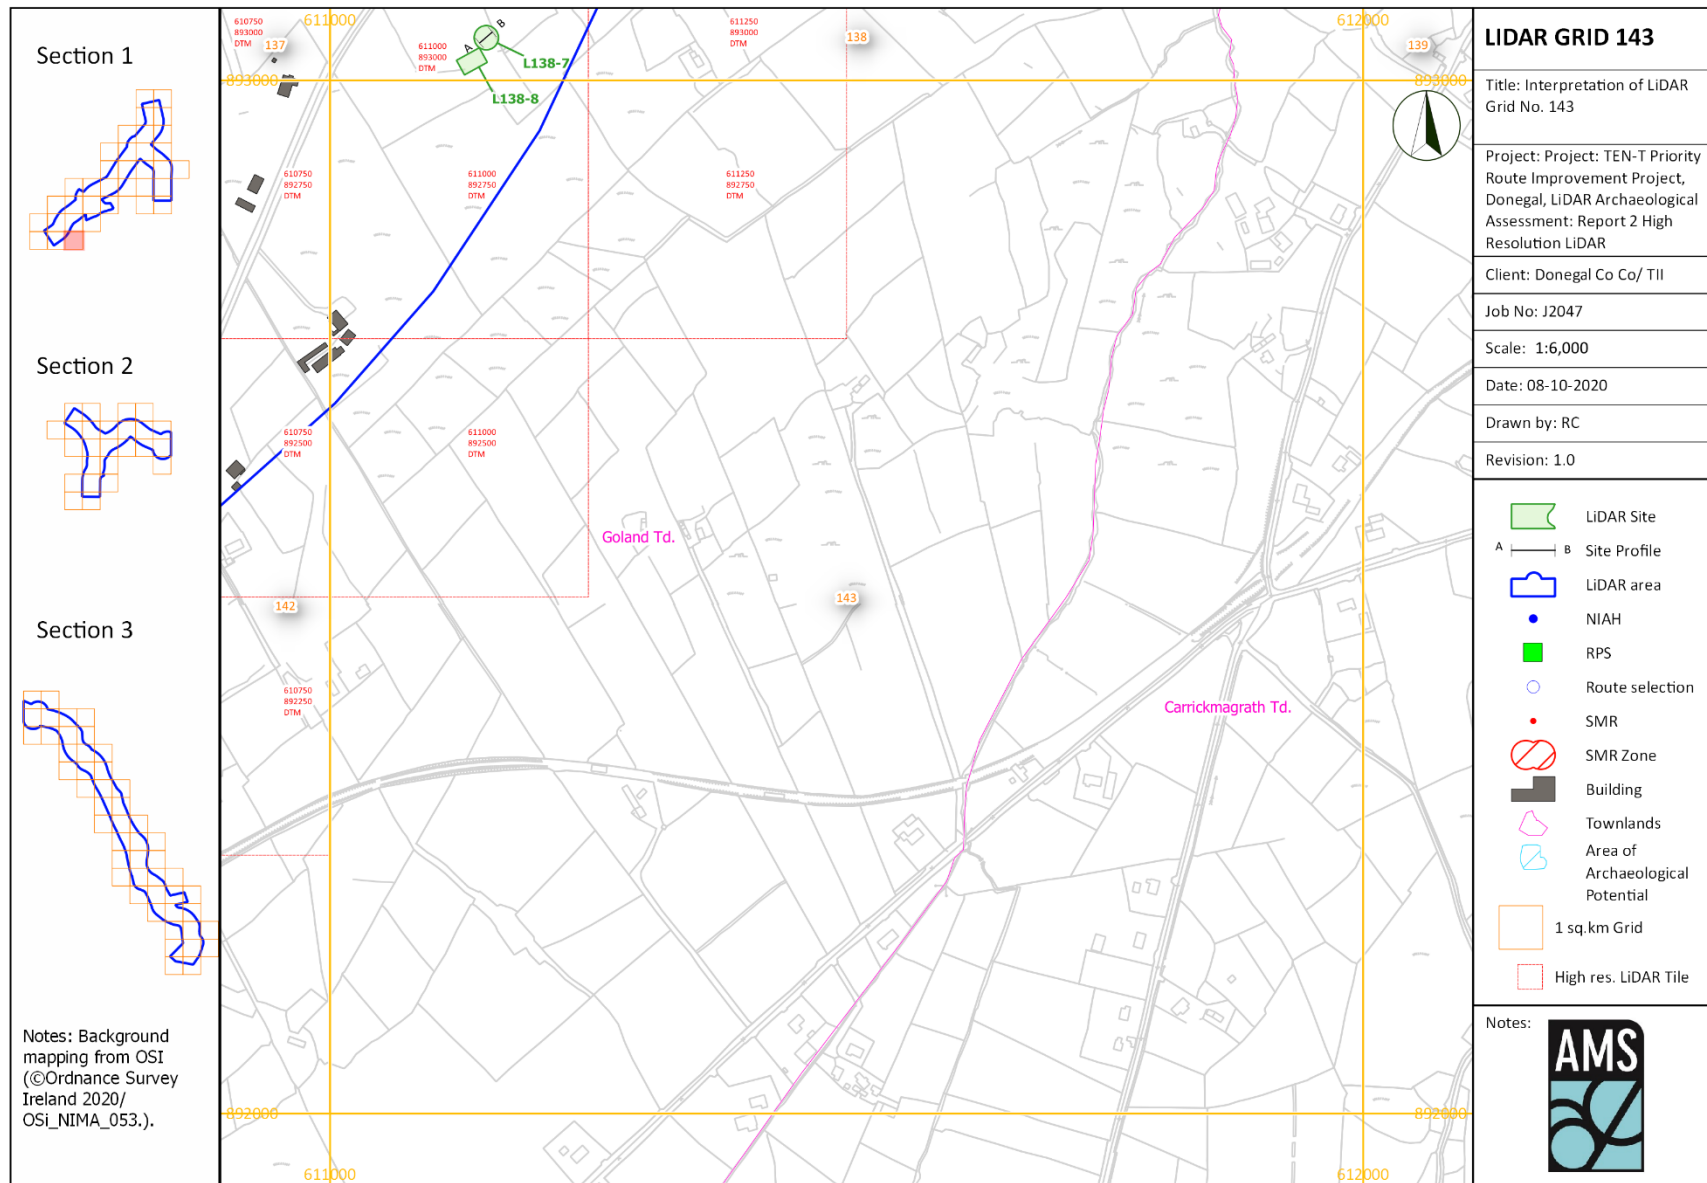 Section 1
Section 2
Section 3
Notes: Background
mapping from OSI
(©Ordnance Survey
Ireland 2020/
OSi_NIMA_053.).
610750
893000
DTM
137
611000
611000
893000
DTM
A
B
L138-7
L138-8
611250
893000
DTM
138
612000
139
893000
893000
610750
892750
DTM
611000
892750
DTM
611250
892750
DTM
610750
892500
DTM
611000
892500
DTM
Goland Td.
142
143
610750
892250
DTM
Carrickmagrath Td.
892000
892000
611000
612000
LIDAR GRID 143
Title: Interpretation of LiDAR
Grid No. 143
Project: Project: TEN-T Priority
Route Improvement Project,
Donegal, LiDAR Archaeological
Assessment: Report 2 High
Resolution LiDAR
Client: Donegal Co Co/ TII
Job No: J2047
Scale: 1:6,000
Date: 08-10-2020
Drawn by: RC
Revision: 1.0
LiDAR Site
A B Site Profile
LiDAR area
NIAH
RPS
Route selection
SMR
SMR Zone
Building
Townlands
Area of
Archaeological
Potential
1 sq.km Grid
High res. LiDAR Tile
Notes:
AMS